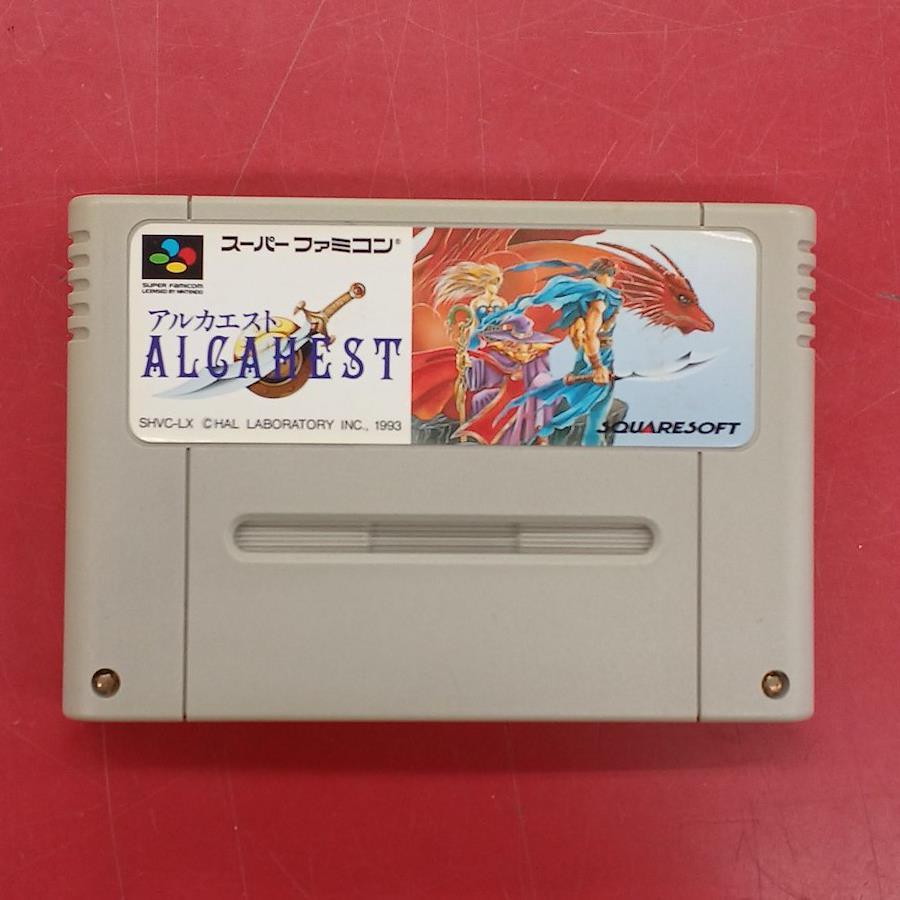 スーパーファミコン®
SUPER FAMICOM
LICENSED BY NINTENDO
アルカエスト
ALCAHEST
SHVC-LX ©HAL LABORATORY INC., 1993
SQUARESOFT